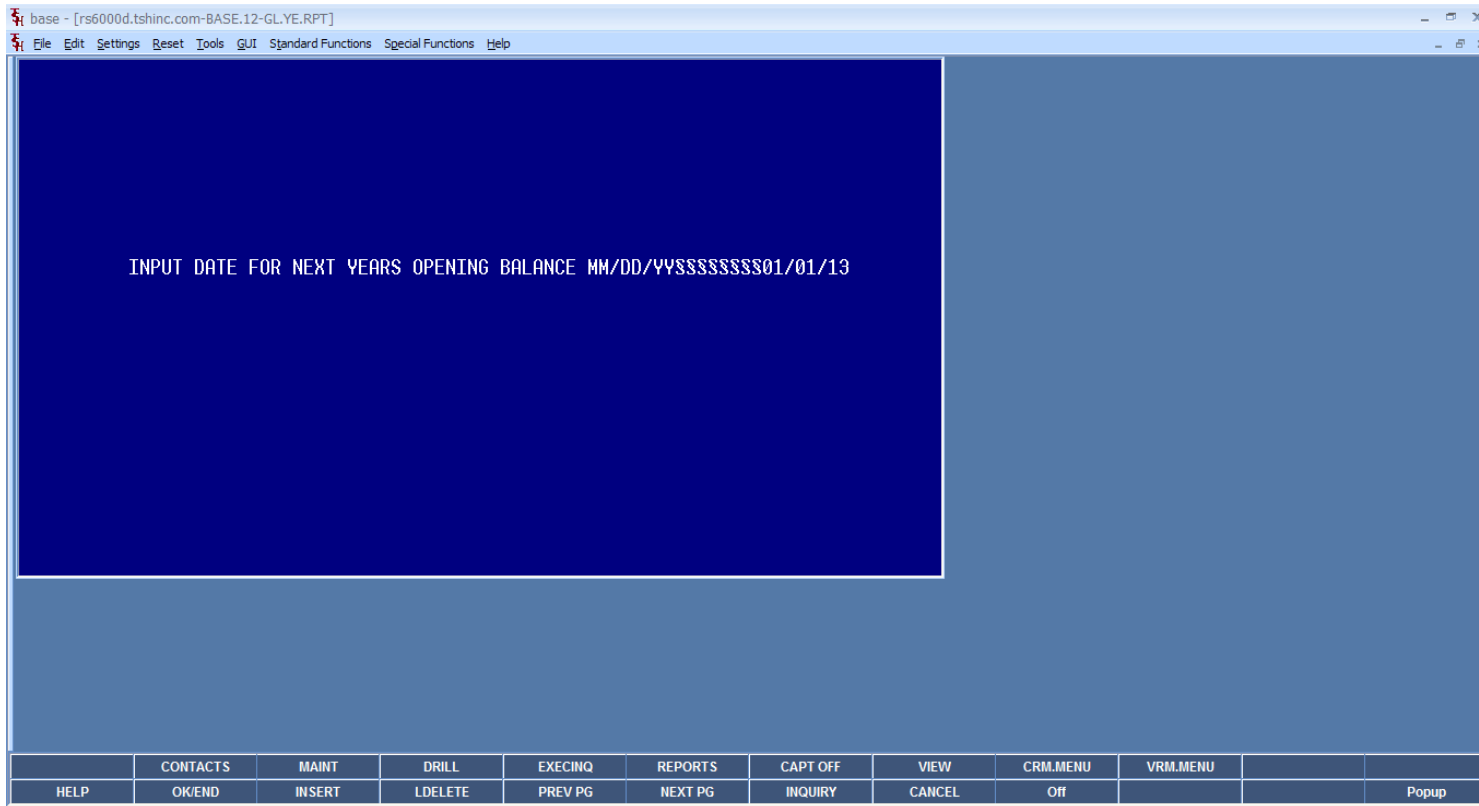 base - [rs6000d.tshinc.com-BASE.12-GL.YE.RPT]
File Edit Settings Reset Tools GUI Standard Functions Special Functions Help
INPUT DATE FOR NEXT YEARS OPENING BALANCE MM/DD/YY§§§§§§§§01/01/13
CONTACTS MAINT DRILL EXECINQ REPORTS CAPT OFF VIEW CRM.MENU VRM.MENU
HELP OK/END INSERT LDELETE PREV PG NEXT PG INQUIRY CANCEL Off Popup